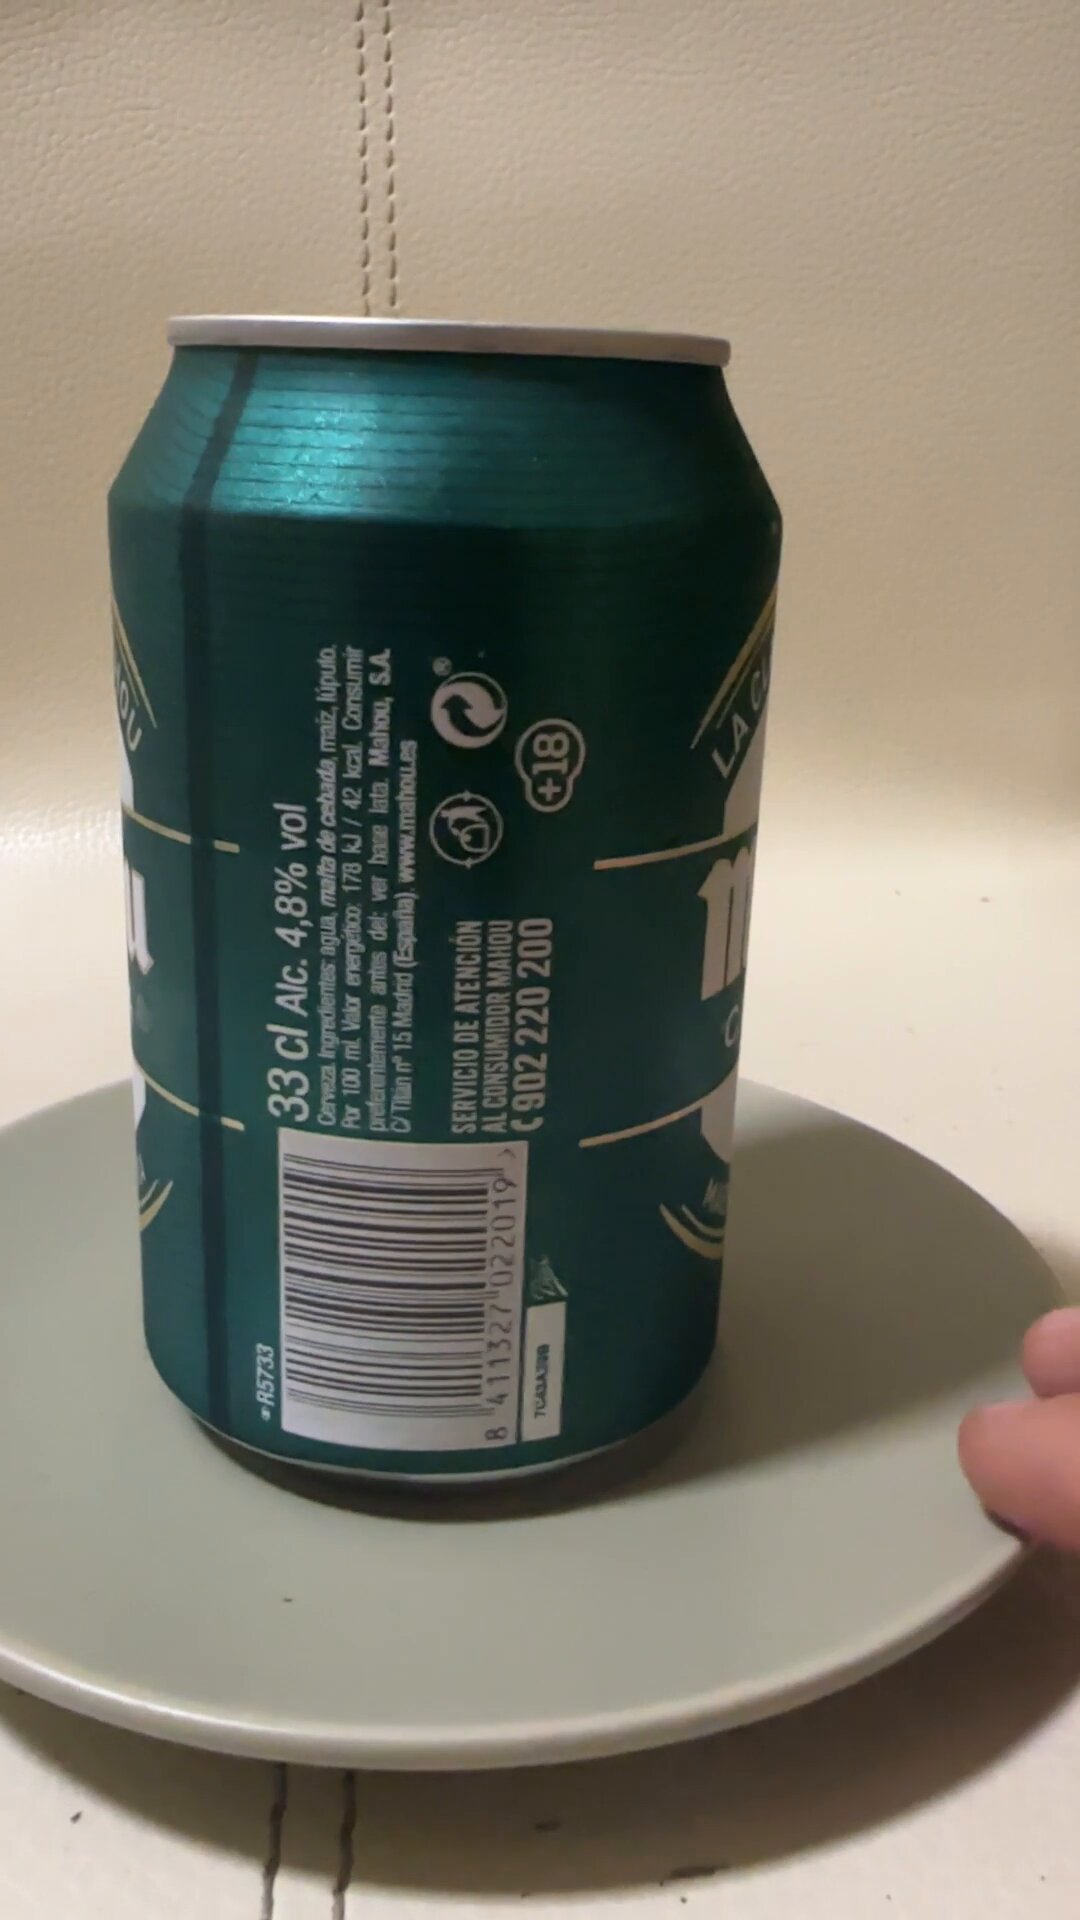 33 cl Alc. 4,8% vol
Cerveza. Ingredientes: agua, malta de cebada, maíz, lúpulo.
Por 100 ml. Valor energético: 178 kJ / 42 kcal. Consumir
preferentemente antes del: ver base lata. Mahou, S.A.
C/ Titán nº 15 Madrid (España). www.mahou.es
SERVICIO DE ATENCIÓN
AL CONSUMIDOR MAHOU
902 220 200
+18
®
R5733
8 411327 022019 >
LA C
m
C
HOU
u